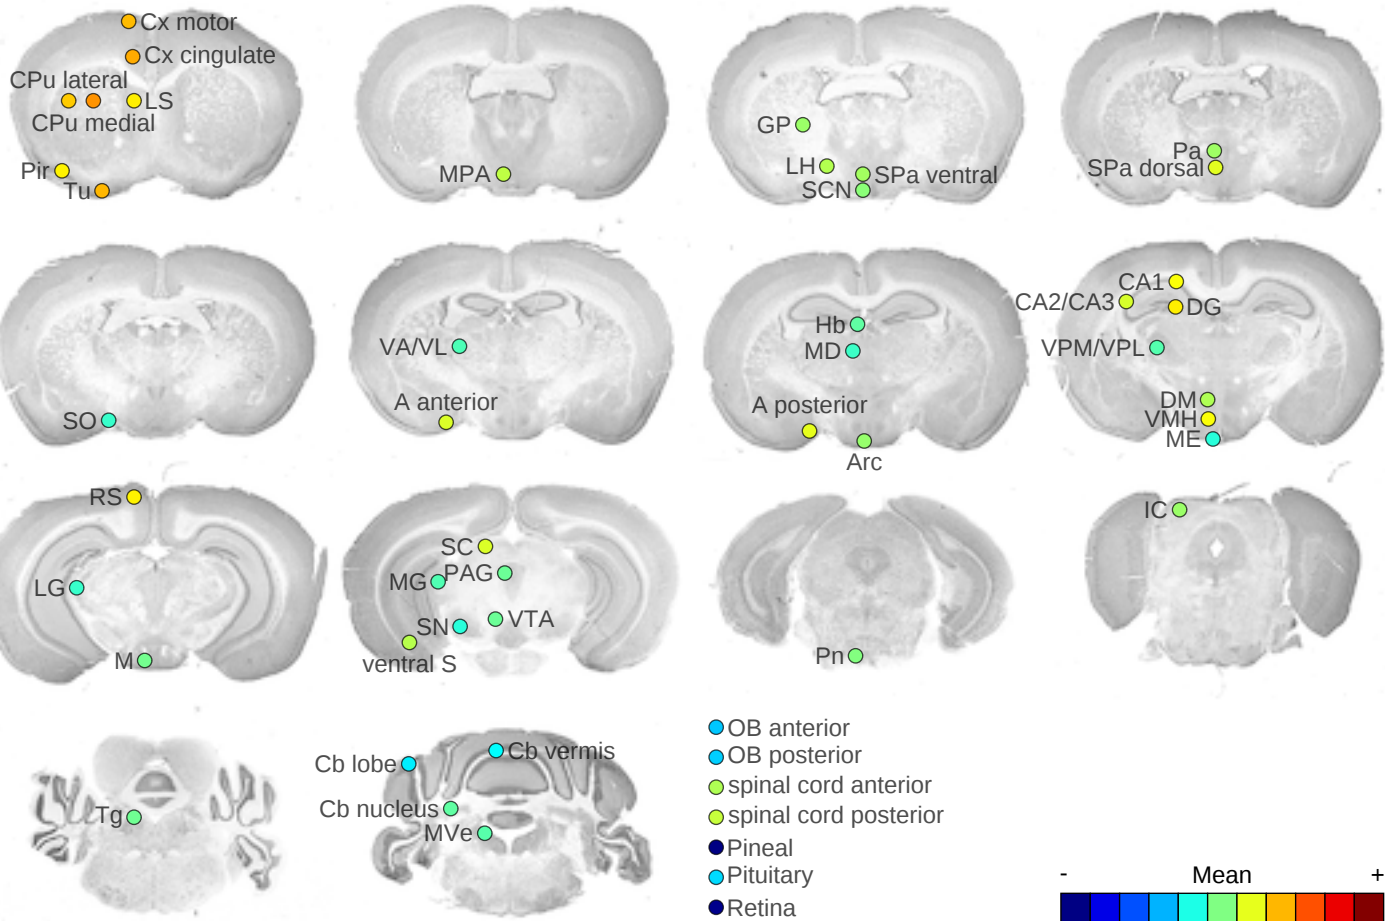 Cx motor
Cx cingulate
CPu lateral
LS
CPu medial
Pir
Tu
MPA
GP
LH
SPa ventral
SCN
Pa
SPa dorsal
SO
VA/VL
A anterior
Hb
MD
A posterior
Arc
CA1
CA2/CA3
DG
VPM/VPL
DM
VMH
ME
RS
LG
M
SC
MG
PAG
SN
VTA
ventral S
Pn
IC
Tg
Cb lobe
Cb vermis
Cb nucleus
MVe
OB anterior
OB posterior
spinal cord anterior
spinal cord posterior
Pineal
Pituitary
Retina
- Mean +